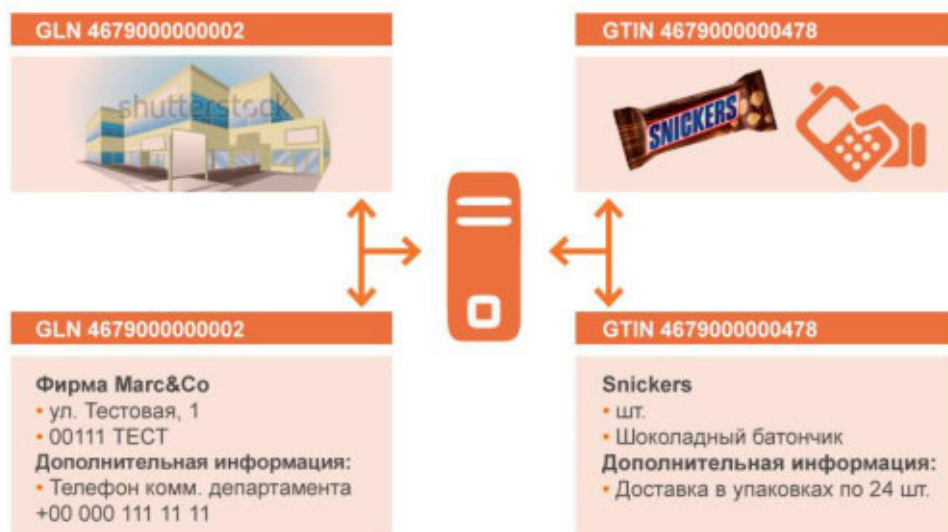 GLN 4679000000002
shutterstock
GTIN 4679000000478
SNICKERS
GLN 4679000000002
Фирма Marc&Co
• ул. Тестовая, 1
• 00111 ТЕСТ
Дополнительная информация:
• Телефон комм. департамента
+00 000 111 11 11
GTIN 4679000000478
Snickers
• шт.
• Шоколадный батончик
Дополнительная информация:
• Доставка в упаковках по 24 шт.